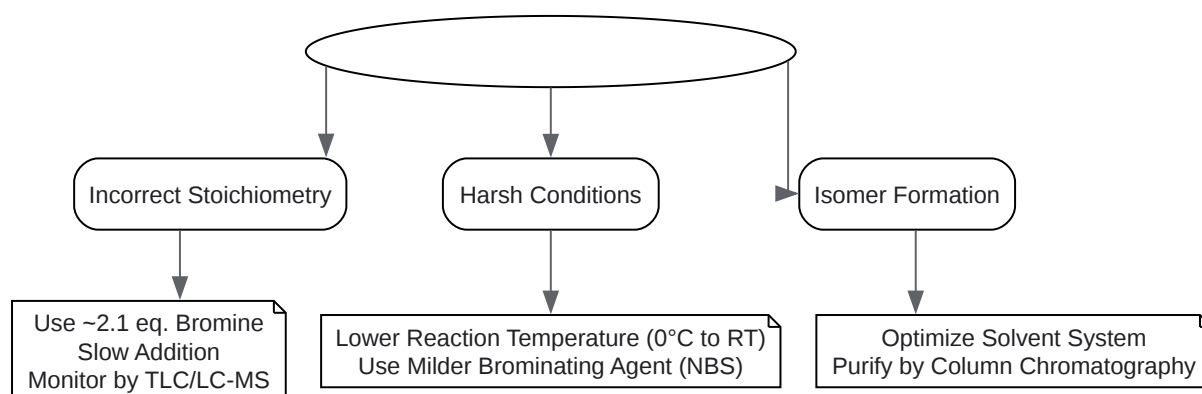 Incorrect Stoichiometry
Harsh Conditions
Isomer Formation
Use ~2.1 eq. Bromine
Slow Addition
Monitor by TLC/LC-MS
Lower Reaction Temperature (0°C to RT)
Use Milder Brominating Agent (NBS)
Optimize Solvent System
Purify by Column Chromatography